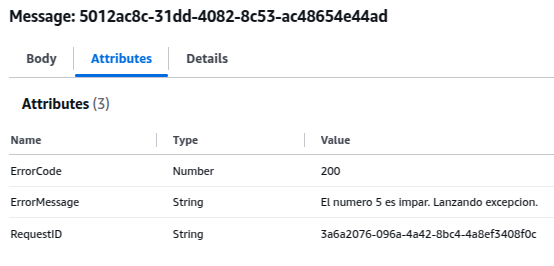 Message: 5012ac8c-31dd-4082-8c53-ac48654e44ad
Body Attributes Details
Attributes (3)
Name Type Value
ErrorCode Number 200
ErrorMessage String El numero 5 es impar. Lanzando excepcion.
RequestID String 3a6a2076-096a-4a42-8bc4-4a8ef3408f0c